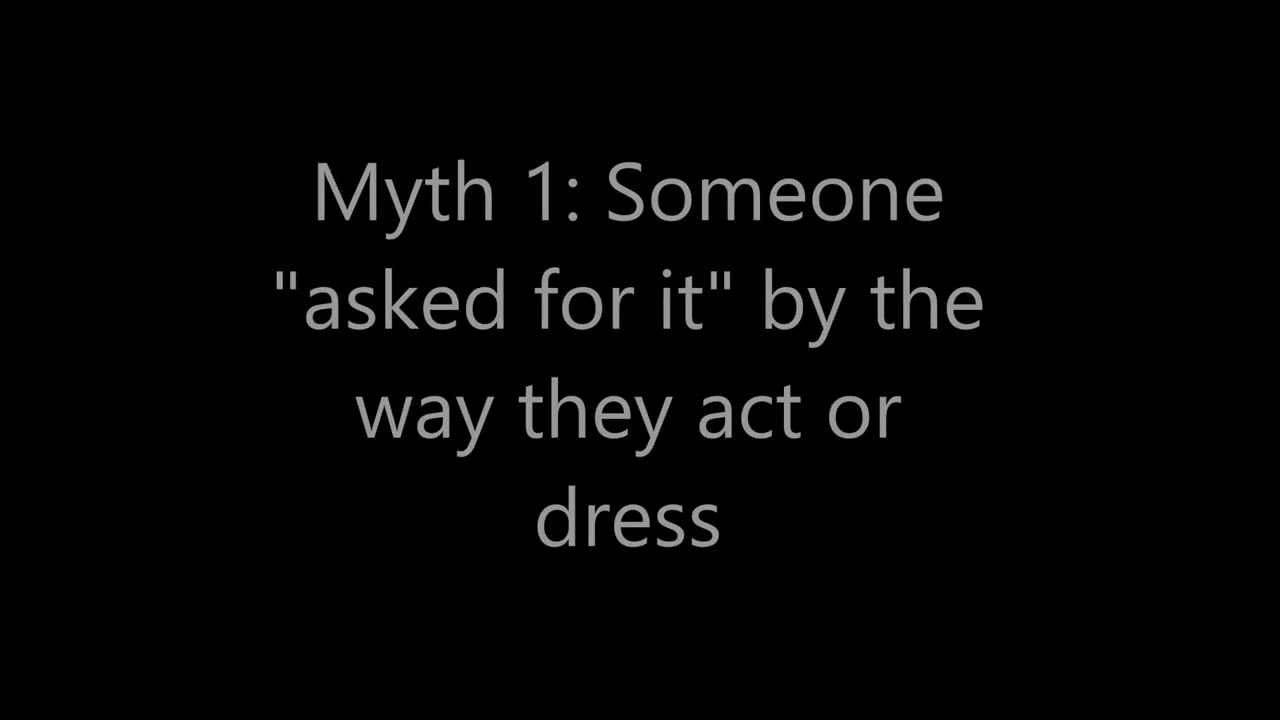 Myth 1: Someone
"asked for it" by the
way they act or
dress